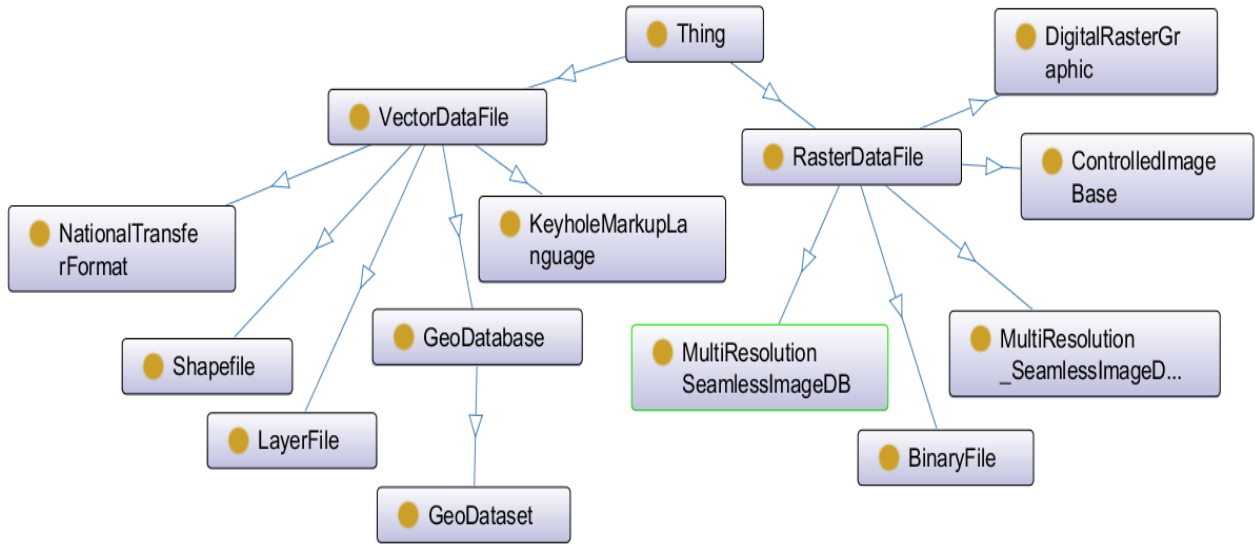 Thing
DigitalRasterGr
aphic
VectorDataFile
RasterDataFile
ControlledImage
Base
NationalTransfe
rFormat
KeyholeMarkupLa
nguage
GeoDatabase
Shapefile
MultiResolution
SeamlessImageDB
MultiResolution
_SeamlessImageD...
LayerFile
BinaryFile
GeoDataset